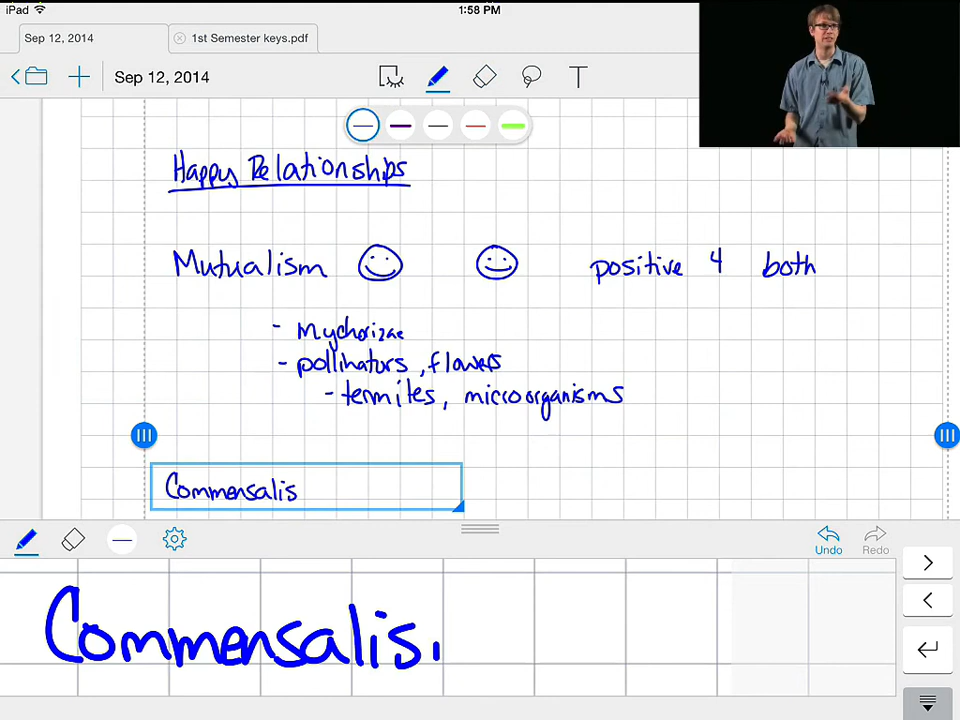 iPad 1:58 PM
Sep 12, 2014 1st Semester keys.pdf
Sep 12, 2014 T
Happy Relationships
Mutualism positive 4 both
- Mychorizae
- pollinators, flowers
- termites, microorganisms
Commensalis
Undo Redo
Commensalis